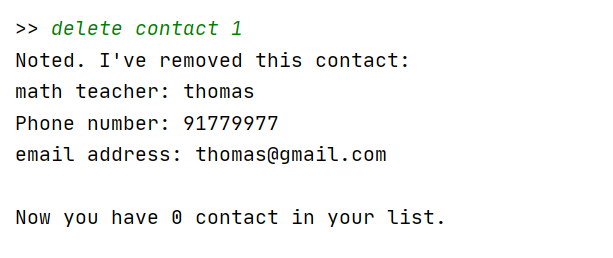 >> delete contact 1
Noted. I've removed this contact:
math teacher: thomas
Phone number: 91779977
email address: thomas@gmail.com
Now you have 0 contact in your list.